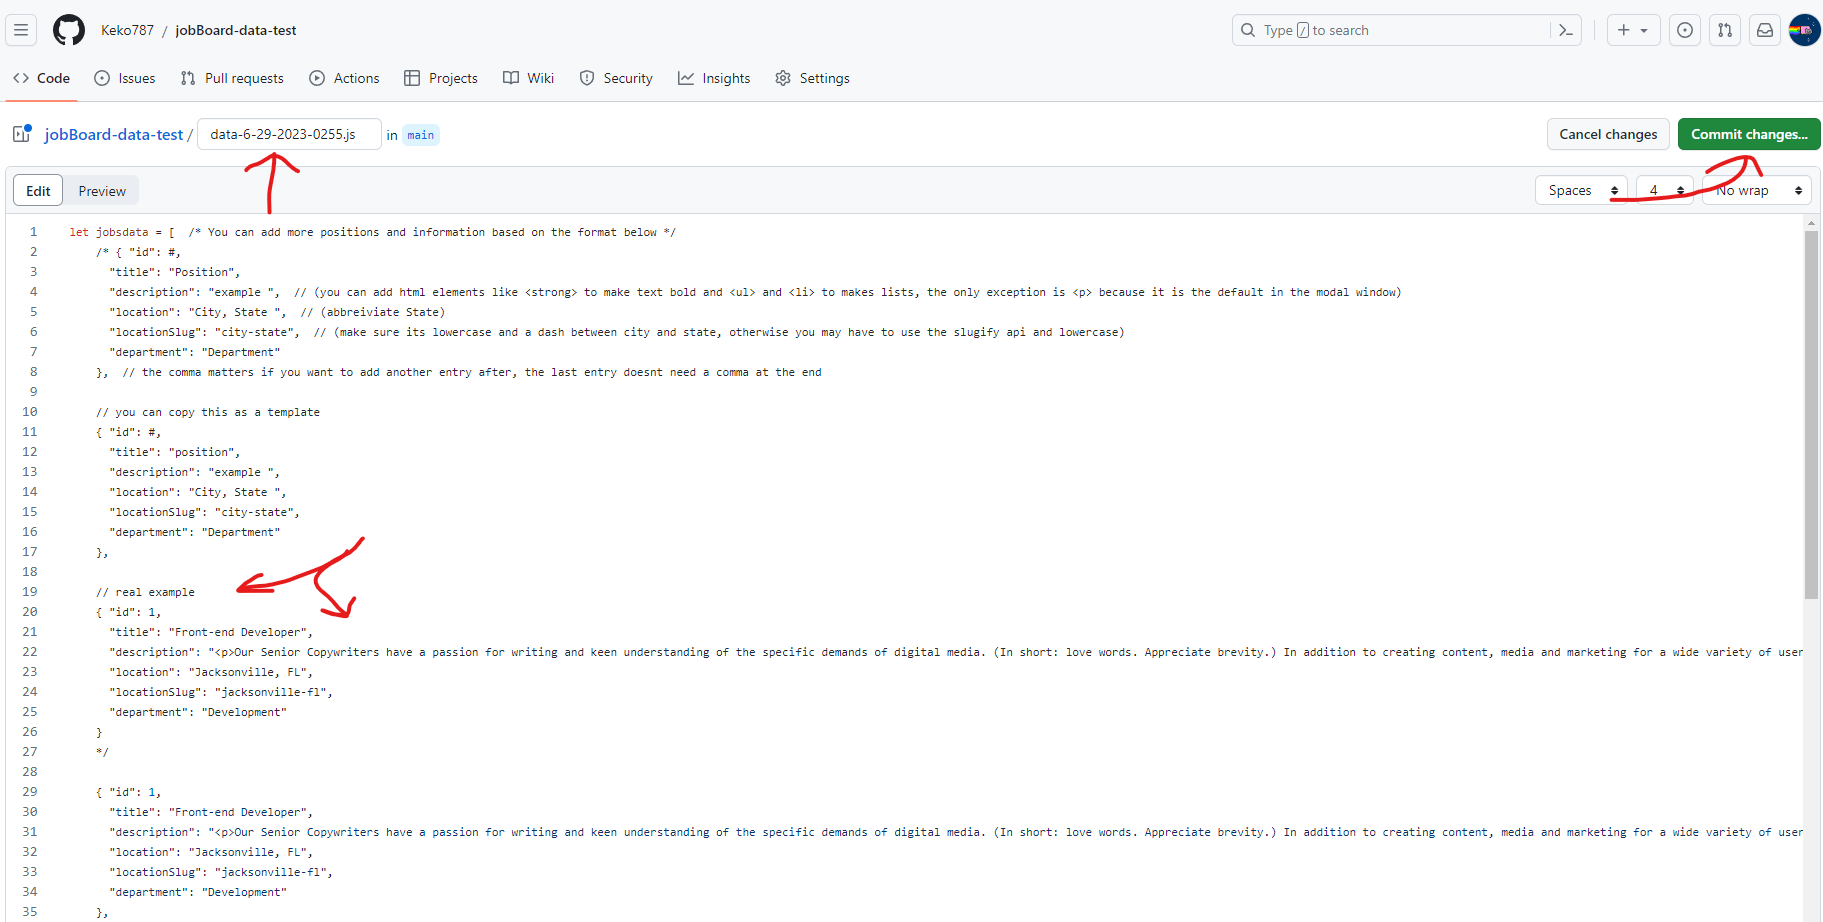 Keko787 / jobBoard-data-test
Type / to search
Code Issues Pull requests Actions Projects Wiki Security Insights Settings
jobBoard-data-test / data-6-29-2023-0255.js in main
Cancel changes Commit changes...
Edit Preview
Spaces 4 No wrap
1 let jobsdata = [  /* You can add more positions and information based on the format below */
2 /* { "id": #,
3 "title": "Position",
4 "description": "example ",  // (you can add html elements like <strong> to make text bold and <ul> and <li> to makes lists, the only exception is <p> because it is the default in the modal window)
5 "location": "City, State ",  // (abbreiviate State)
6 "locationSlug": "city-state",  // (make sure its lowercase and a dash between city and state, otherwise you may have to use the slugify api and lowercase)
7 "department": "Department"
8 },  // the comma matters if you want to add another entry after, the last entry doesnt need a comma at the end
9
10 // you can copy this as a template
11 { "id": #,
12 "title": "position",
13 "description": "example ",
14 "location": "City, State ",
15 "locationSlug": "city-state",
16 "department": "Department"
17 },
18
19 // real example
20 { "id": 1,
21 "title": "Front-end Developer",
22 "description": "<p>Our Senior Copywriters have a passion for writing and keen understanding of the specific demands of digital media. (In short: love words. Appreciate brevity.) In addition to creating content, media and marketing for a wide variety of user
23 "location": "Jacksonville, FL",
24 "locationSlug": "jacksonville-fl",
25 "department": "Development"
26 }
27 */
28
29 { "id": 1,
30 "title": "Front-end Developer",
31 "description": "<p>Our Senior Copywriters have a passion for writing and keen understanding of the specific demands of digital media. (In short: love words. Appreciate brevity.) In addition to creating content, media and marketing for a wide variety of user
32 "location": "Jacksonville, FL",
33 "locationSlug": "jacksonville-fl",
34 "department": "Development"
35 },